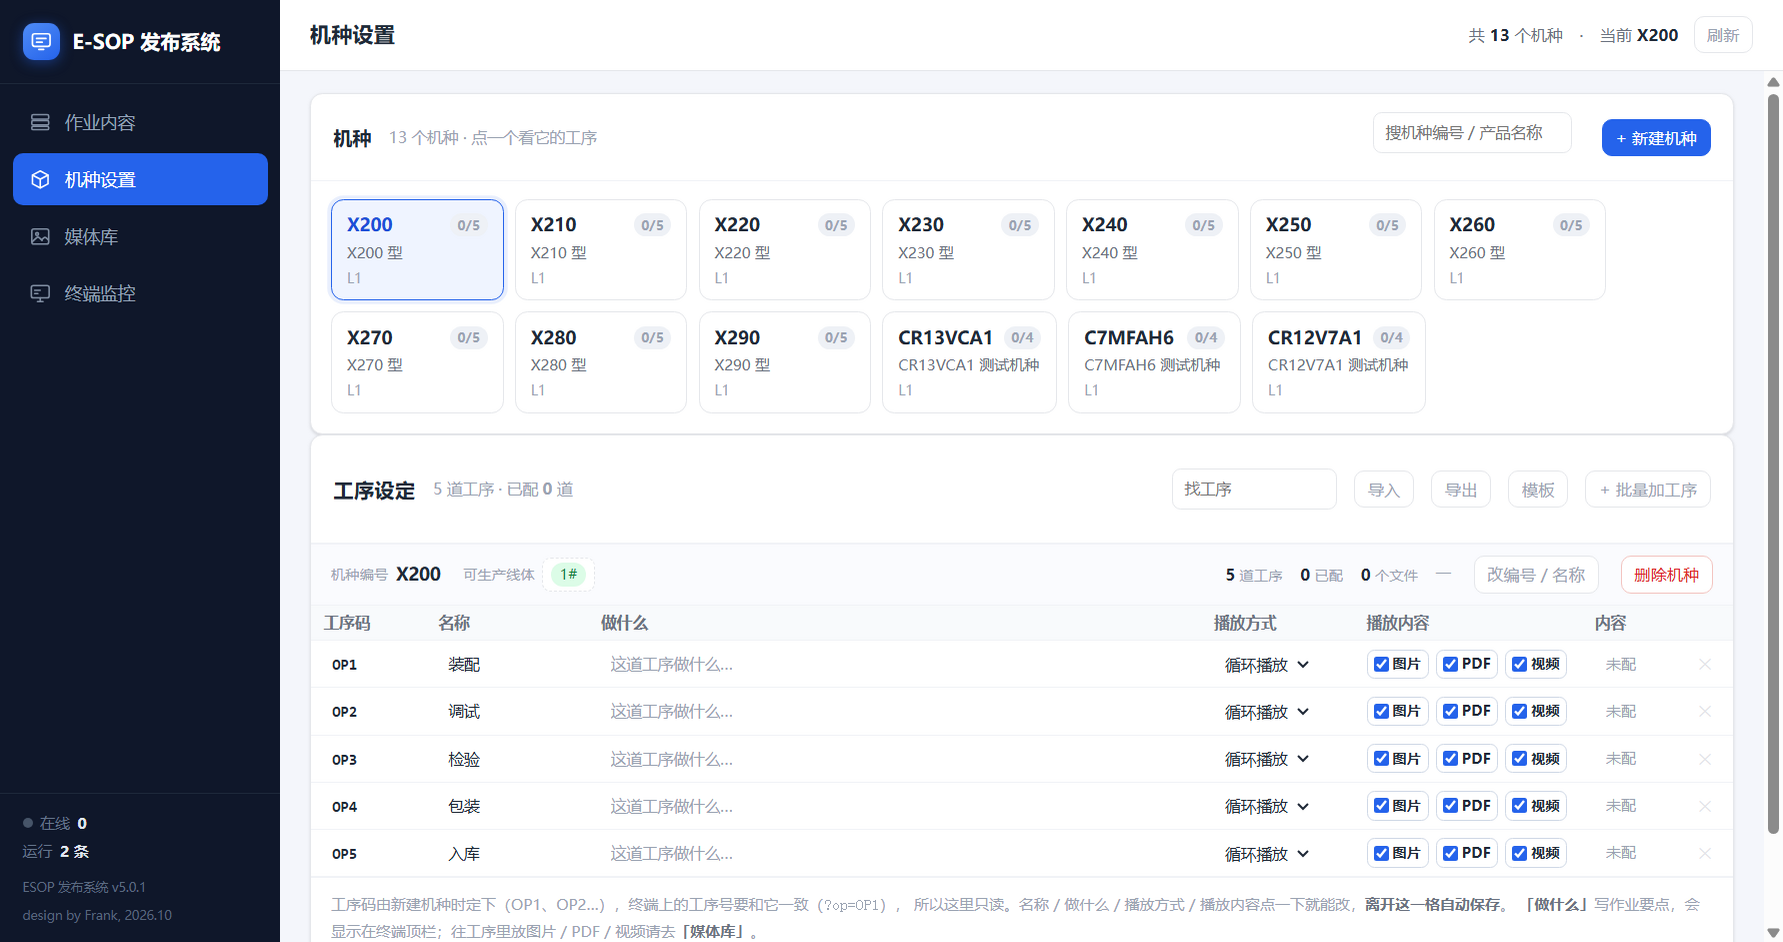 E-SOP 发布系统
作业内容
机种设置
媒体库
终端监控
在线 0
运行 2 条
ESOP 发布系统 v5.0.1
design by Frank, 2026.10
机种设置
共 13 个机种 · 当前 X200 刷新
机种 13 个机种 · 点一个看它的工序 搜机种编号 / 产品名称 + 新建机种
X200 0/5 X210 0/5 X220 0/5 X230 0/5 X240 0/5 X250 0/5 X260 0/5
X200 型 X210 型 X220 型 X230 型 X240 型 X250 型 X260 型
L1 L1 L1 L1 L1 L1 L1
X270 0/5 X280 0/5 X290 0/5 CR13VCA1 0/4 C7MFAH6 0/4 CR12V7A1 0/4
X270 型 X280 型 X290 型 CR13VCA1 测试机种 C7MFAH6 测试机种 CR12V7A1 测试机种
L1 L1 L1 L1 L1 L1
工序设定 5 道工序 · 已配 0 道 找工序 导入 导出 模板 + 批量加工序
机种编号 X200 可生产线体 1# 5 道工序 0 已配 0 个文件 — 改编号 / 名称 删除机种
工序码 名称 做什么 播放方式 播放内容 内容
OP1 装配 这道工序做什么... 循环播放 图片 PDF 视频 未配
OP2 调试 这道工序做什么... 循环播放 图片 PDF 视频 未配
OP3 检验 这道工序做什么... 循环播放 图片 PDF 视频 未配
OP4 包装 这道工序做什么... 循环播放 图片 PDF 视频 未配
OP5 入库 这道工序做什么... 循环播放 图片 PDF 视频 未配
工序码由新建机种时定下（OP1、OP2...），终端上的工序号要和它一致（?op=OP1），所以这里只读。名称 / 做什么 / 播放方式 / 播放内容点一下就能改，离开这一格自动保存。「做什么」写作业要点，会
显示在终端顶栏；往工序里放图片 / PDF / 视频请去「媒体库」。